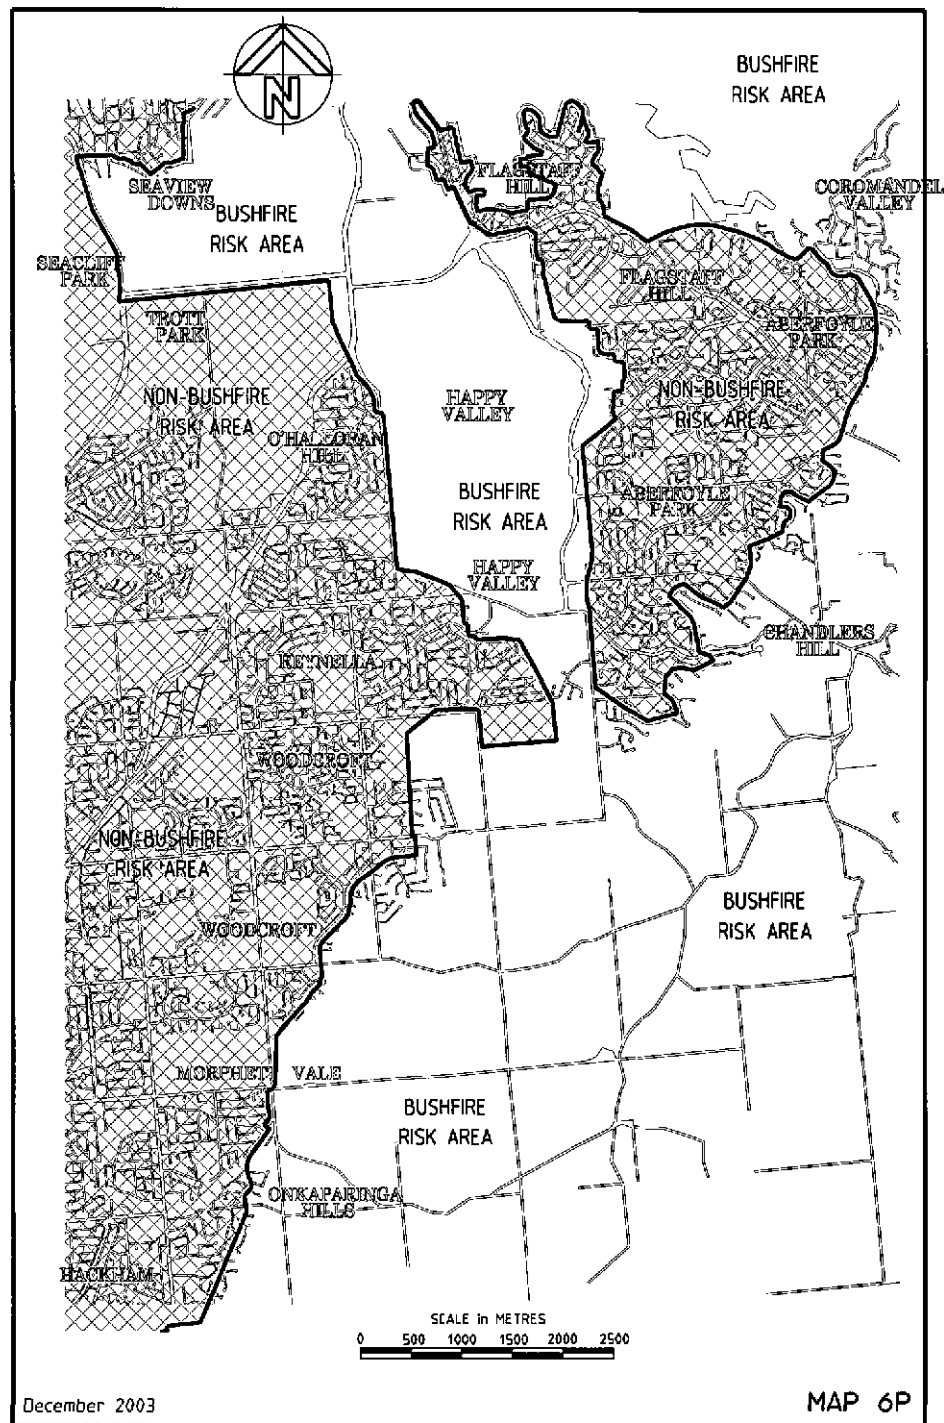 N
BUSHFIRE
RISK AREA
FLAGSTAFF
HILL
SEAVIEW
DOWNS
COROMANDEL
VALLEY
BUSHFIRE
RISK AREA
SEACLIFF
PARK
FLAGSTAFF
HILL
TROTT
PARK
ABERFOYLE
PARK
NON-BUSHFIRE
RISK AREA
HAPPY
VALLEY
NON-BUSHFIRE
RISK AREA
O'HALLORAN
HILL
BUSHFIRE
RISK AREA
ABERFOYLE
PARK
HAPPY
VALLEY
CHANDLERS
HILL
REYNELLA
WOODCROFT
NON-BUSHFIRE
RISK AREA
BUSHFIRE
RISK AREA
WOODCROFT
MORPHETT VALE
BUSHFIRE
RISK AREA
ONKAPARINGA
HILLS
HACKHAM
SCALE in METRES
0 500 1000 1500 2000 2500
December 2003
MAP 6P